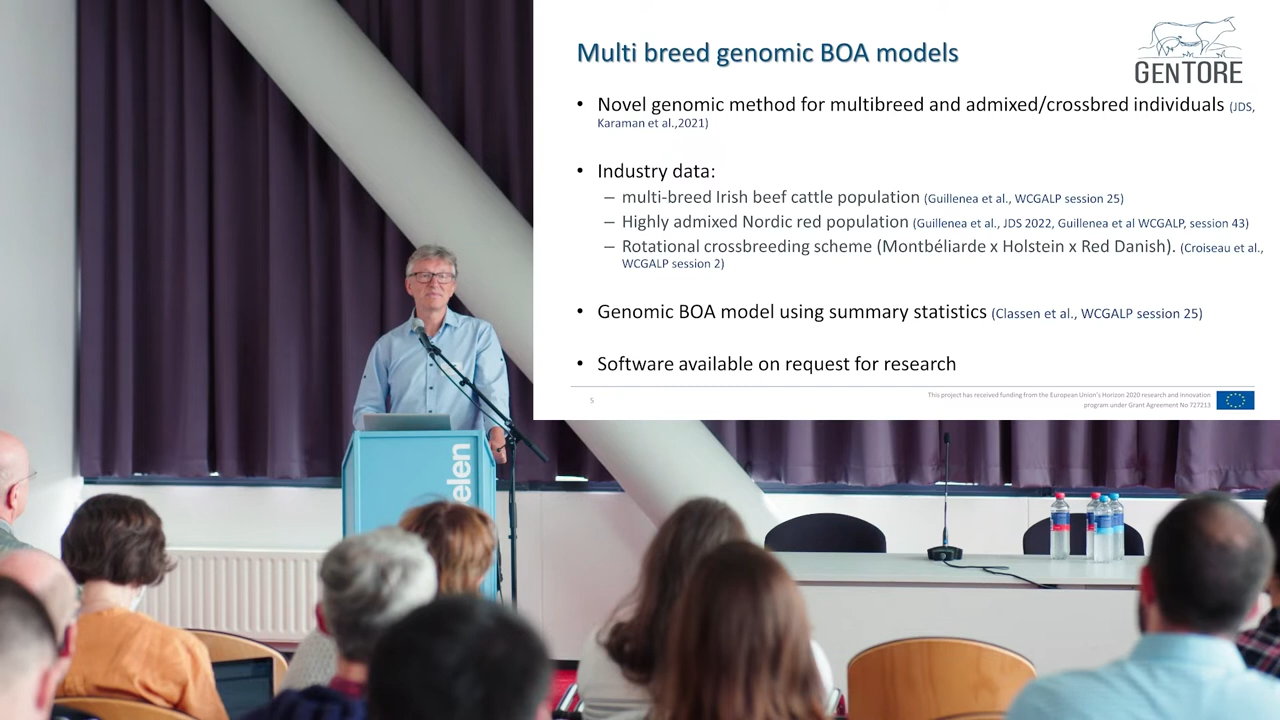 Multi breed genomic BOA models
GENTORE
• Novel genomic method for multibreed and admixed/crossbred individuals (JDS,
Karaman et al.,2021)
• Industry data:
– multi-breed Irish beef cattle population (Guillenea et al., WCGALP session 25)
– Highly admixed Nordic red population (Guillenea et al., JDS 2022, Guillenea et al WCGALP, session 43)
– Rotational crossbreeding scheme (Montbéliarde x Holstein x Red Danish). (Croiseau et al.,
WCGALP session 2)
• Genomic BOA model using summary statistics (Classen et al., WCGALP session 25)
• Software available on request for research
5
This project has received funding from the European Union's Horizon 2020 research and innovation
program under Grant Agreement No 727213
elen